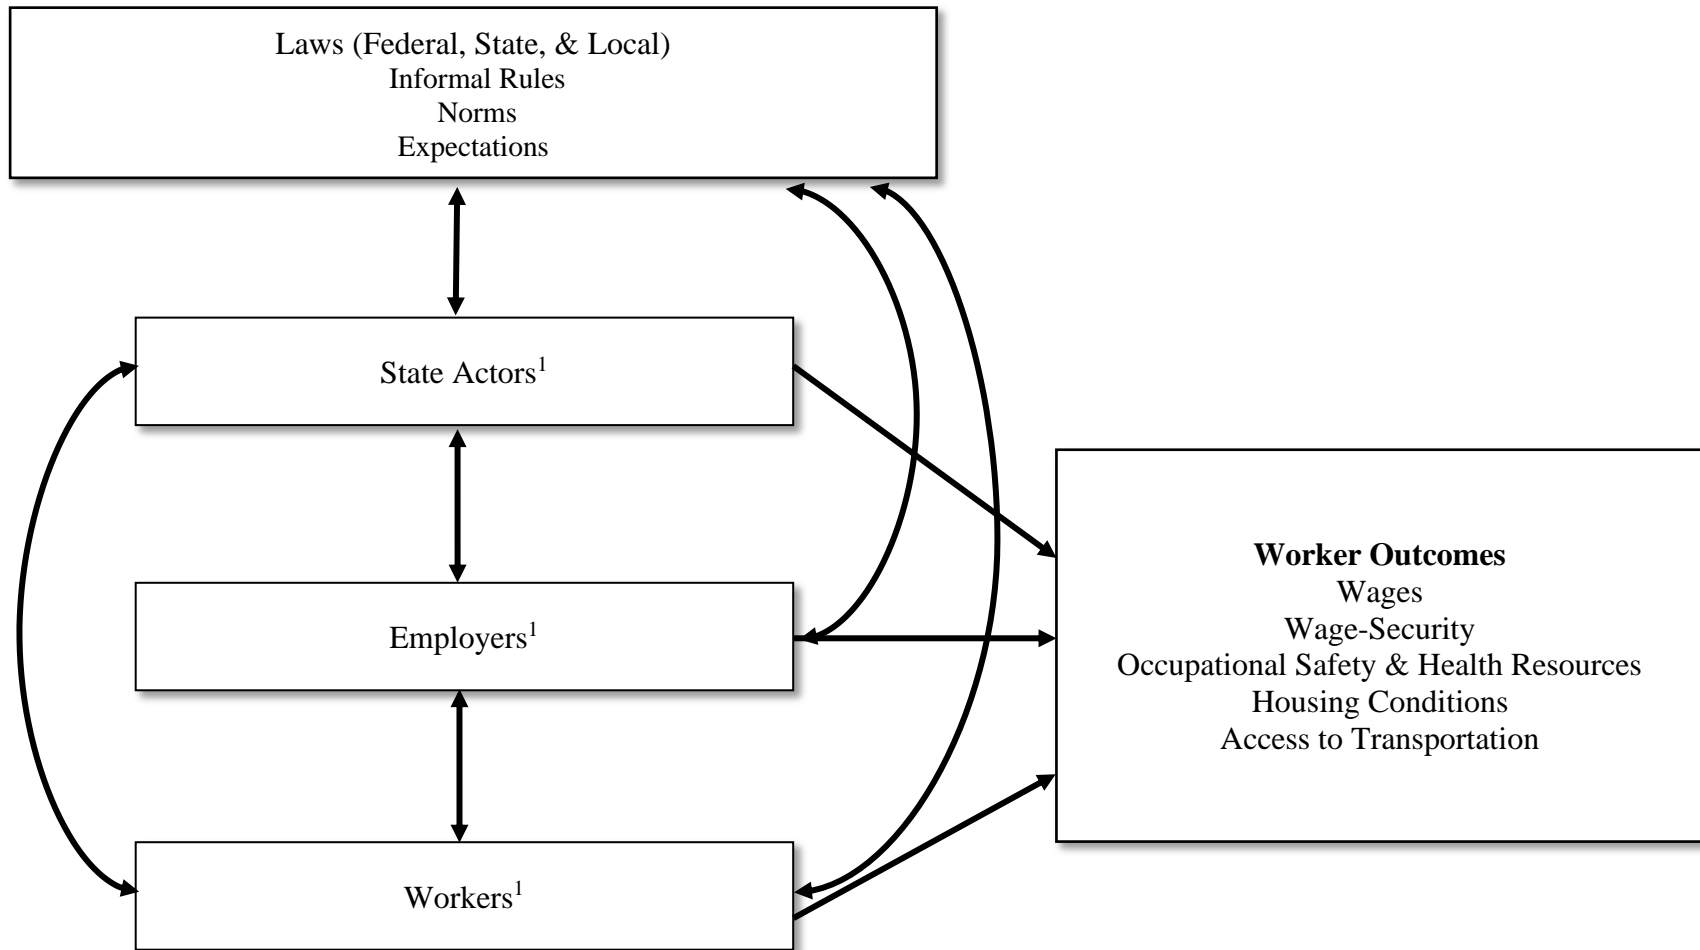 Laws (Federal, State, & Local)
Informal Rules
Norms
Expectations
State Actors¹
Employers¹
Worker Outcomes
Wages
Wage-Security
Occupational Safety & Health Resources
Housing Conditions
Access to Transportation
Workers¹